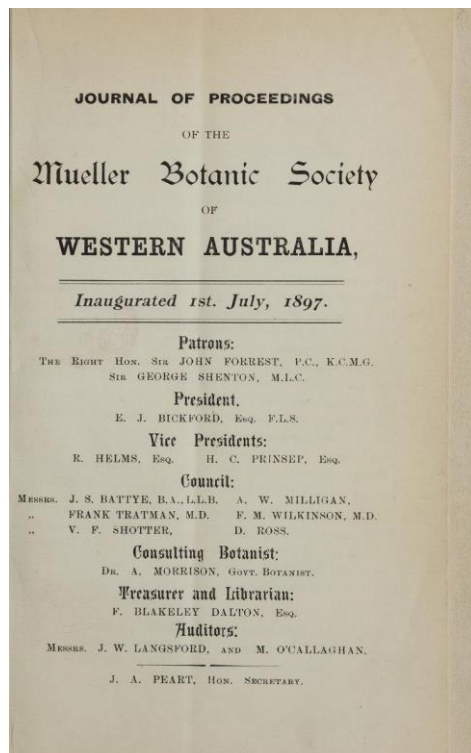 JOURNAL OF PROCEEDINGS
OF THE
Mueller Botanic Society
OF
WESTERN AUSTRALIA,
Inaugurated 1st. July, 1897.
Patrons:
The Right Hon. Sir JOHN FORREST, P.C., K.C.M.G.
Sir GEORGE SHENTON, M.L.C.
President,
E. J. BICKFORD, Esq. F.L.S.
Vice Presidents:
R. HELMS, Esq. H. C. PRINSEP, Esq.
Council:
Messrs. J. S. BATTYE, B.A., L.L.B. A. W. MILLIGAN,
,, FRANK TRATMAN, M.D. F. M. WILKINSON, M.D.
,, V. F. SHOTTER, D. ROSS.
Consulting Botanist:
Dr. A. MORRISON, Govt. Botanist.
Treasurer and Librarian:
F. BLAKELEY DALTON, Esq.
Auditors:
Messrs. J. W. LANGSFORD, and M. O'CALLAGHAN.
J. A. PEART, Hon. Secretary.